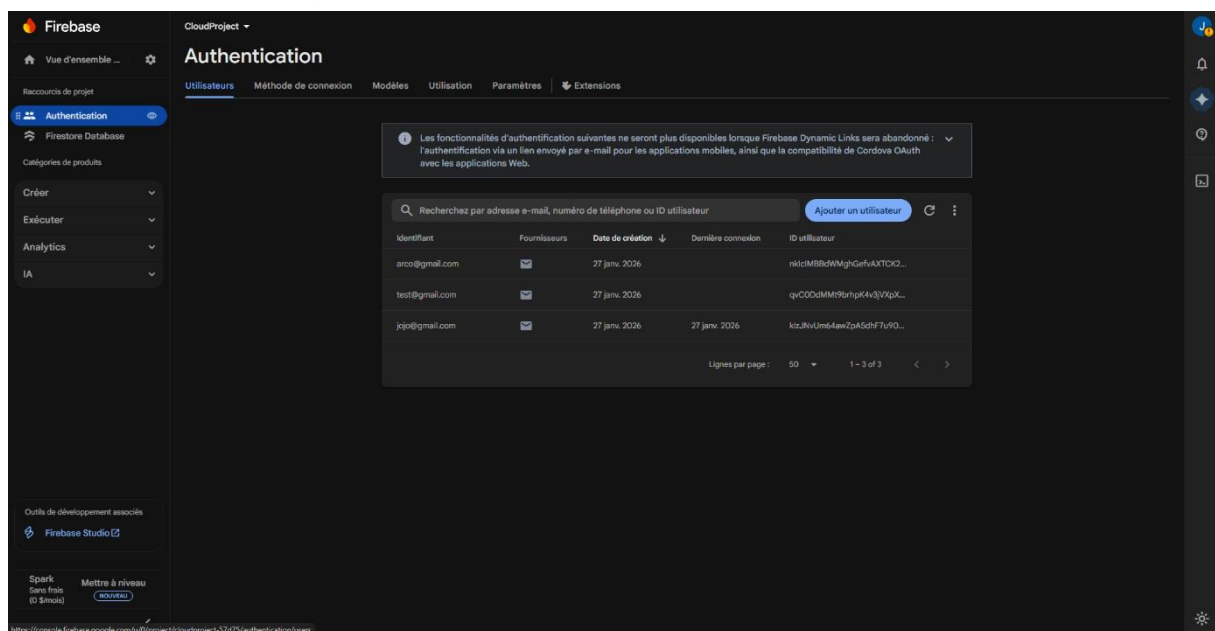 Firebase
CloudProject
Vue d'ensemble ...
Authentication
Raccourcis de projet
Utilisateurs Méthode de connexion Modèles Utilisation Paramètres Extensions
Authentication
Firestore Database
Catégories de produits
Créer
Exécuter
Analytics
IA
Les fonctionnalités d'authentification suivantes ne seront plus disponibles lorsque Firebase Dynamic Links sera abandonné :
l'authentification via un lien envoyé par e-mail pour les applications mobiles, ainsi que la compatibilité de Cordova OAuth
avec les applications Web.
Recherchez par adresse e-mail, numéro de téléphone ou ID utilisateur Ajouter un utilisateur
Identifiant Fournisseurs Date de création Dernière connexion ID utilisateur
arco@gmail.com 27 janv. 2026
test@gmail.com 27 janv. 2026
jojo@gmail.com 27 janv. 2026 27 janv. 2026
Lignes par page : 50 1 – 3 of 3
Outils de développement associés
Firebase Studio
Spark
Sans frais
(0 $/mois)
Mettre à niveau
NOUVEAU
J